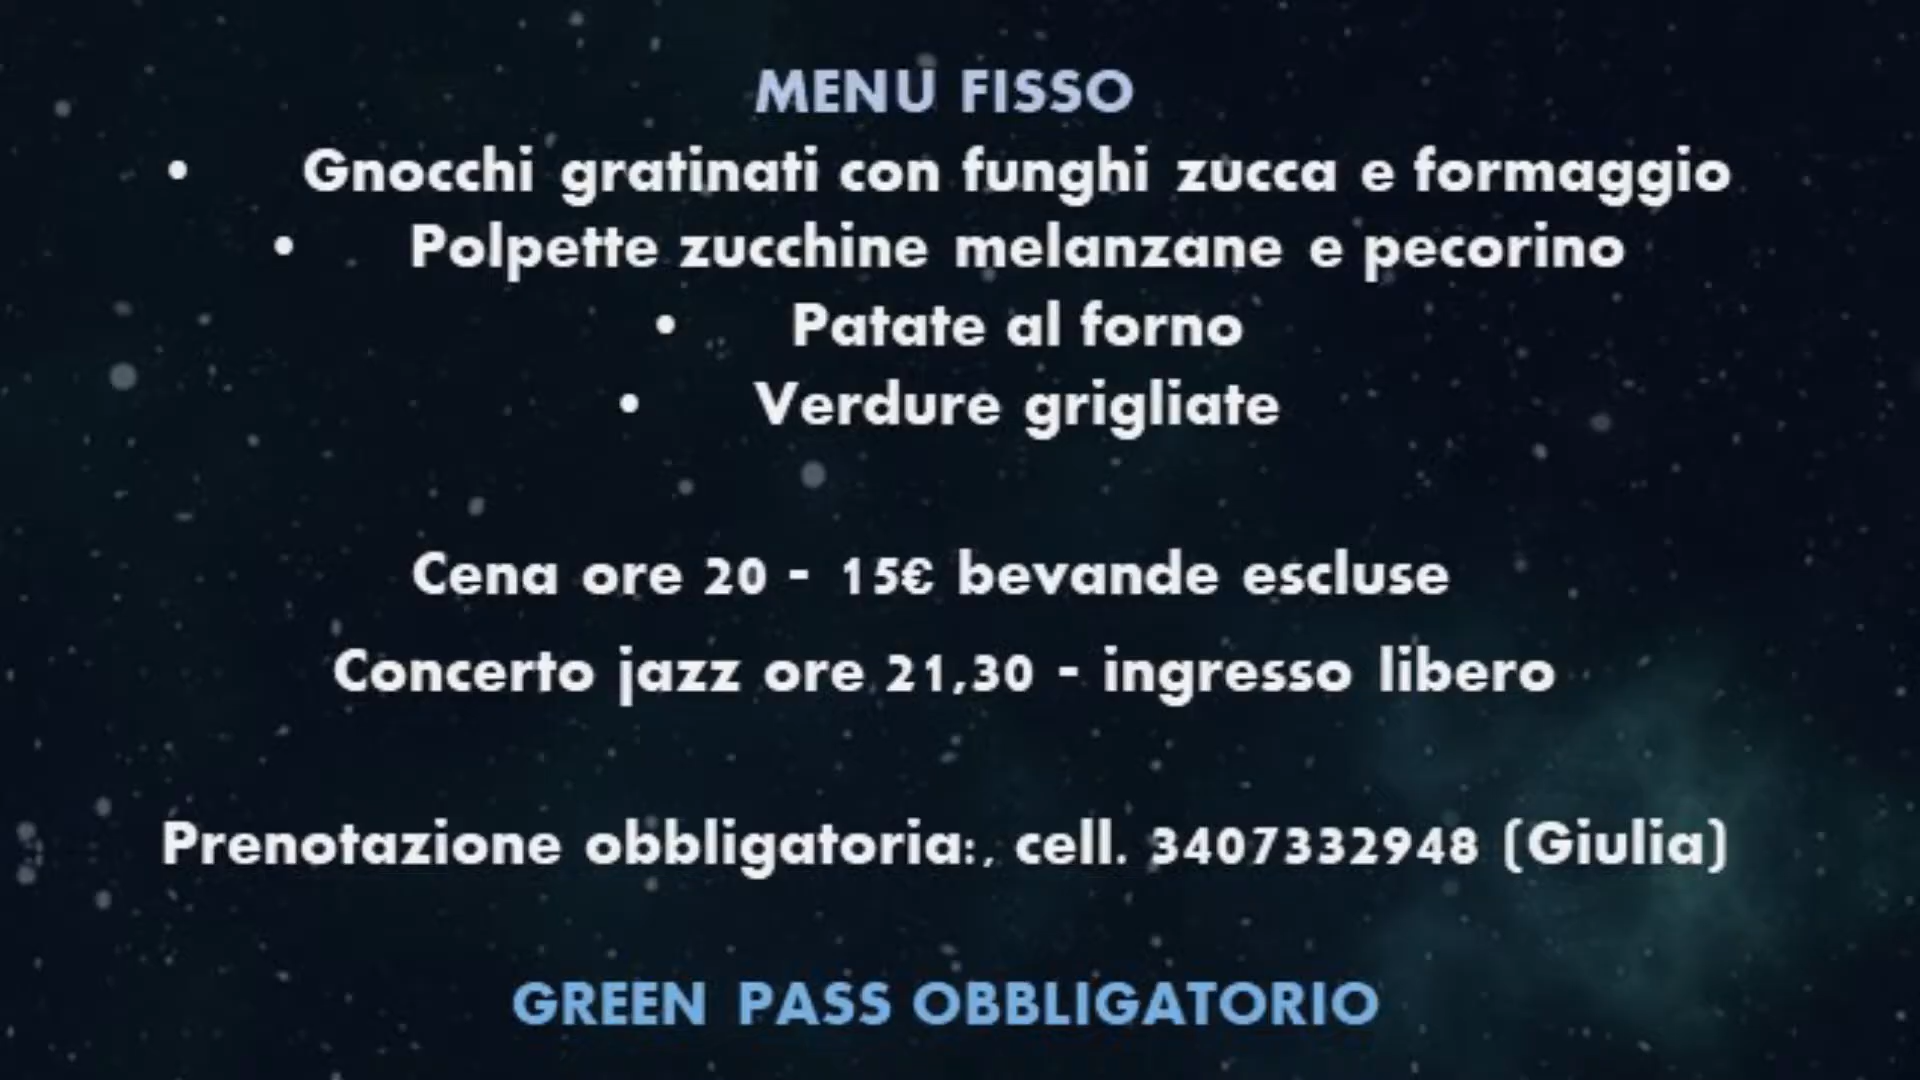 MENU FISSO
• Gnocchi gratinati con funghi zucca e formaggio
• Polpette zucchine melanzane e pecorino
• Patate al forno
• Verdure grigliate
Cena ore 20 - 15€ bevande escluse
Concerto jazz ore 21,30 - ingresso libero
Prenotazione obbligatoria:, cell. 3407332948 (Giulia)
GREEN PASS OBBLIGATORIO